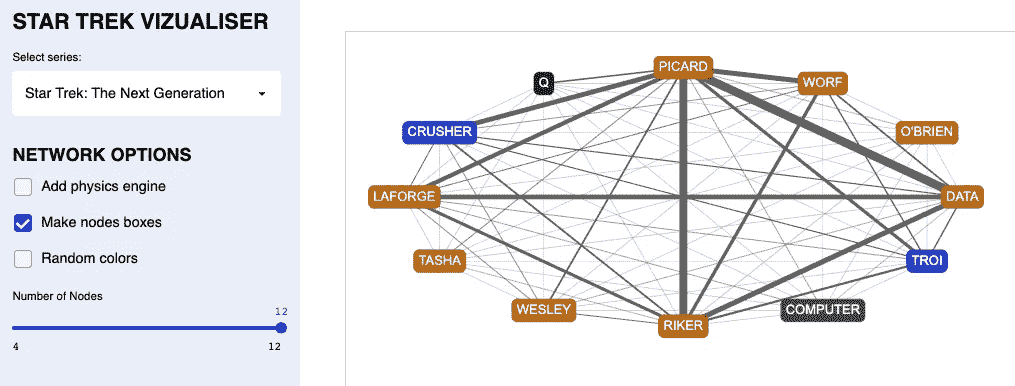 STAR TREK VIZUALISER
Select series:
Star Trek: The Next Generation
NETWORK OPTIONS
Add physics engine
Make nodes boxes
Random colors
Number of Nodes
12
4 12
PICARD
Q
WORF
CRUSHER
O'BRIEN
LAFORGE
DATA
TASHA
TROI
WESLEY
COMPUTER
RIKER